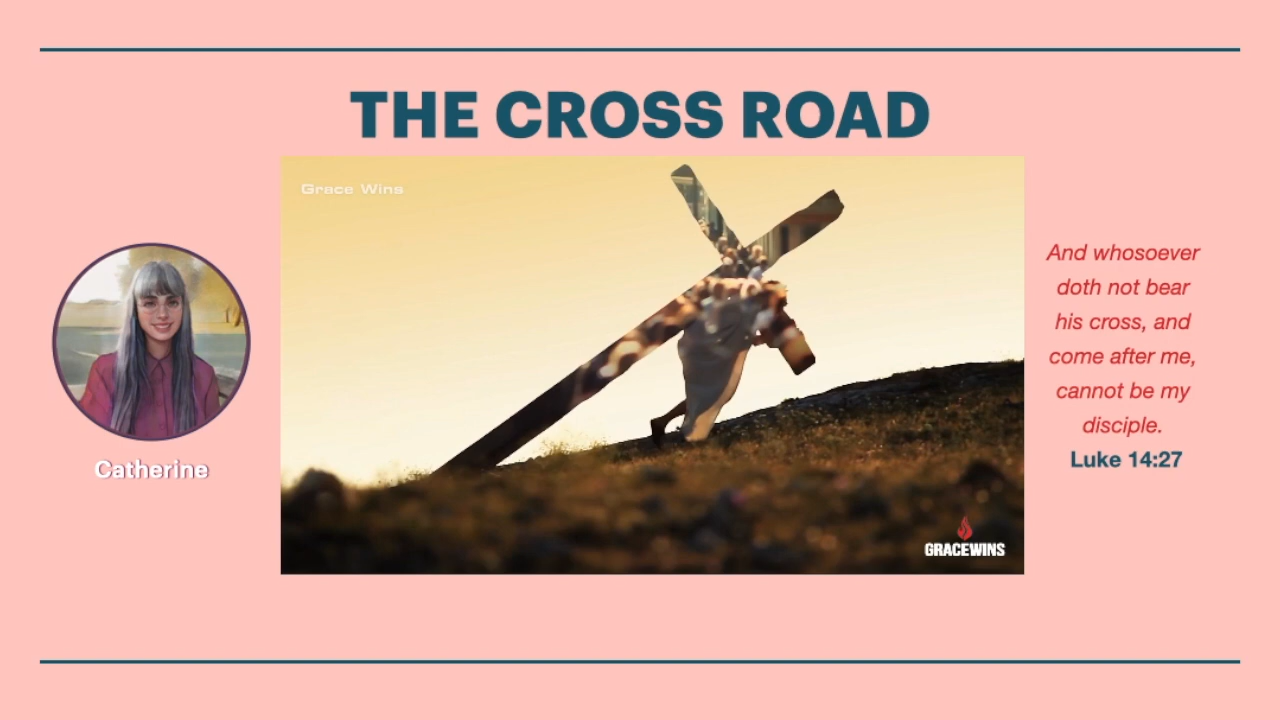 THE CROSS ROAD
Grace Wins
And whosoever
doth not bear
his cross, and
come after me,
cannot be my
disciple.
Luke 14:27
Catherine
GRACEWINS